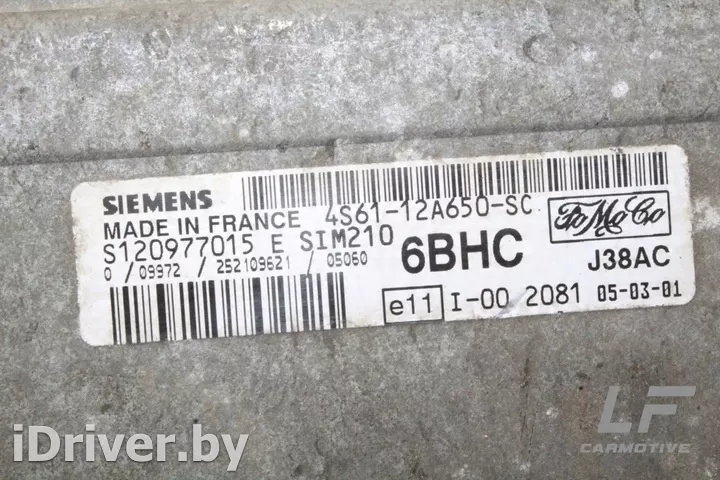 SIEMENS
MADE IN FRANCE 4S61-12A650-SC
S120977015 E SIM210
0 / 09972 / 252109621 / 05060
6BHC
FoMoCo
J38AC
e11 I-00 2081 05-03-01
LF
CARMOTIVE
iDriver.by